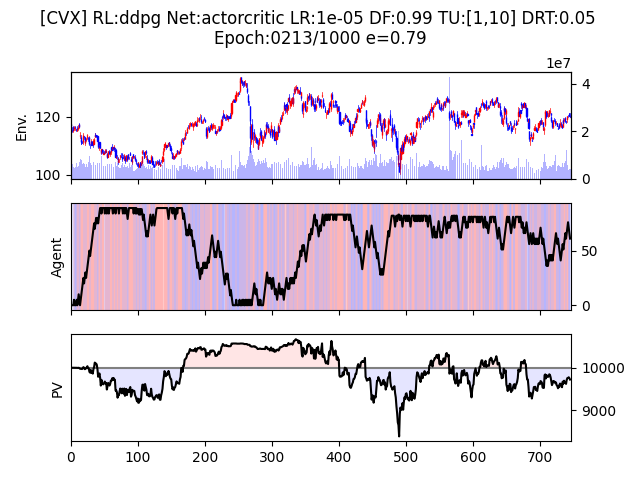 [CVX] RL:ddpg Net:actorcritic LR:1e-05 DF:0.99 TU:[1,10] DRT:0.05
Epoch:0213/1000 e=0.79
1e7
Env.
120
100
4
2
0
Agent
50
0
PV
10000
9000
0 100 200 300 400 500 600 700